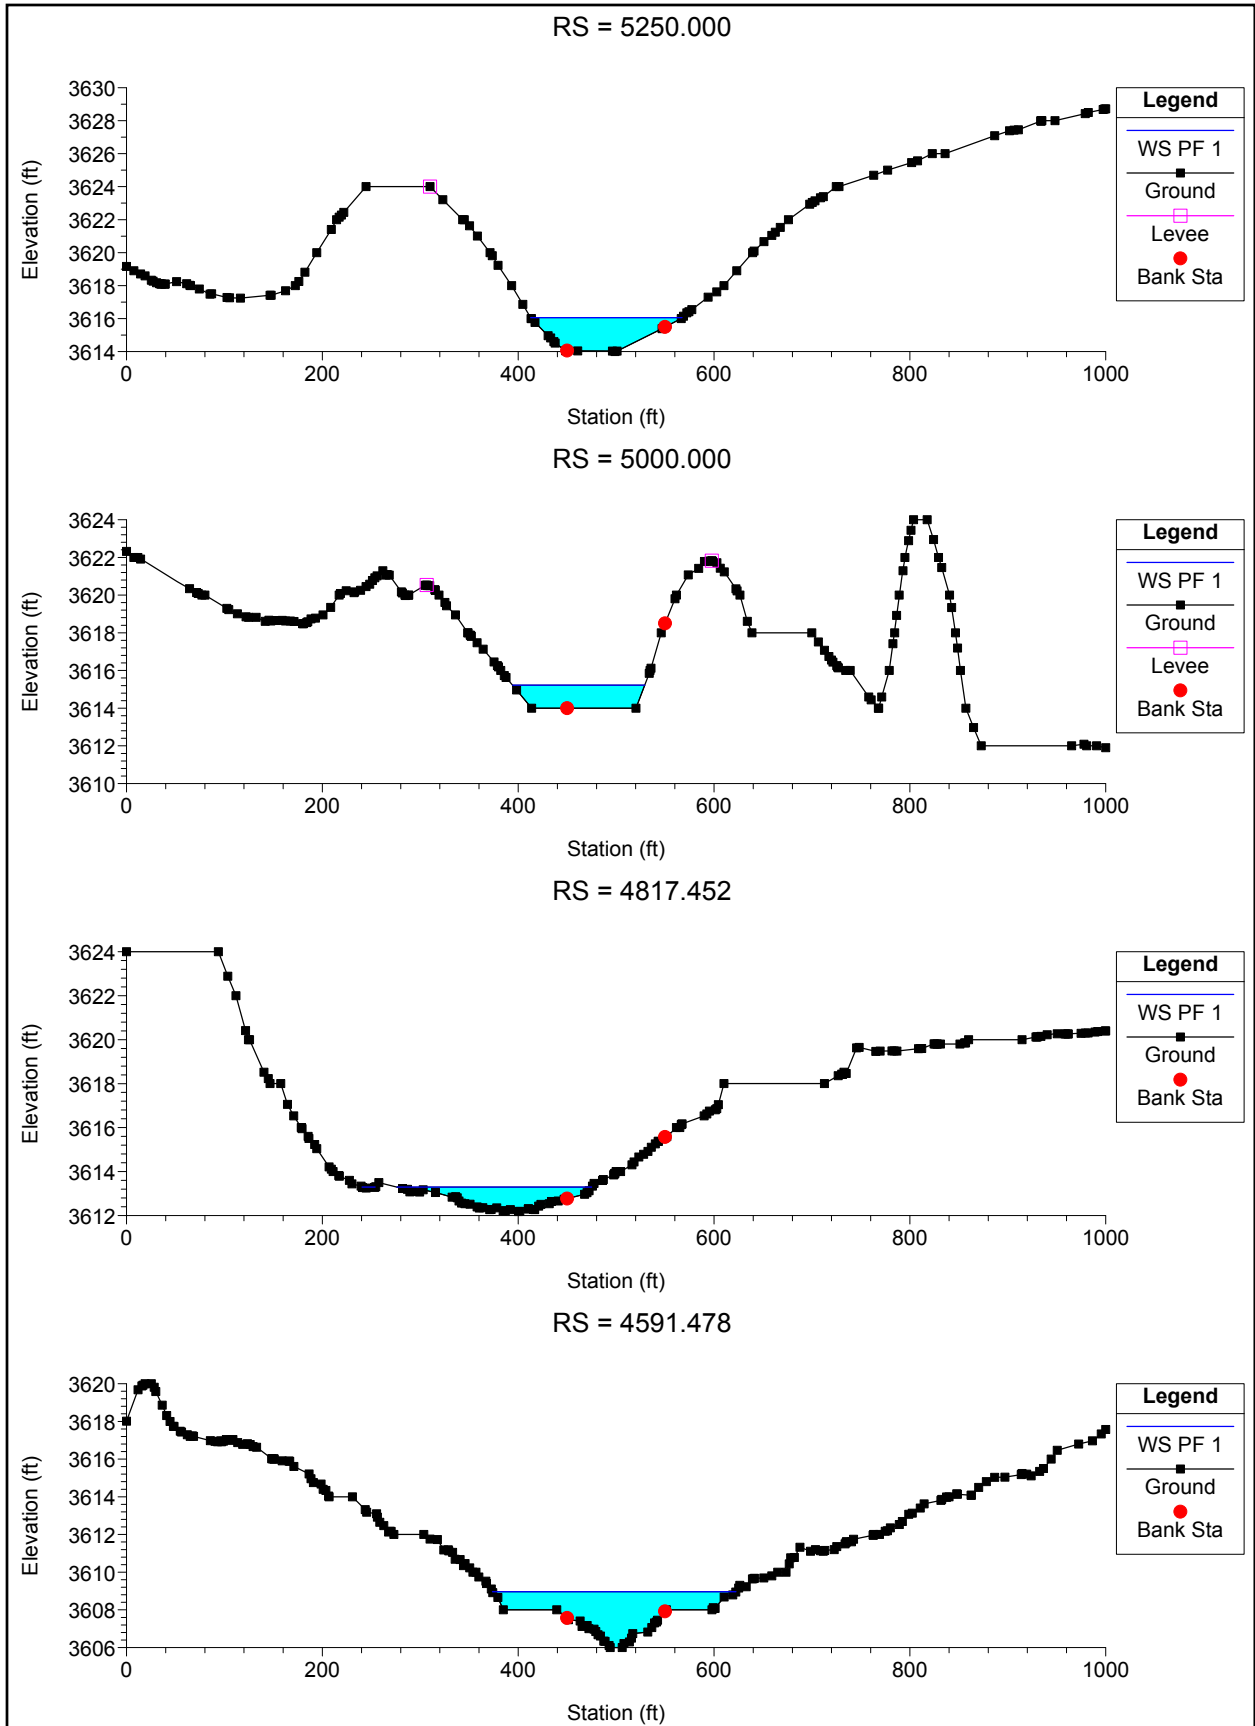 RS = 5250.000
3630
3628
3626
3624
3622
3620
3618
3616
3614
Elevation (ft)
0 200 400 600 800 1000
Station (ft)
Legend
WS PF 1
Ground
Levee
Bank Sta
RS = 5000.000
3624
3622
3620
3618
3616
3614
3612
3610
Elevation (ft)
0 200 400 600 800 1000
Station (ft)
Legend
WS PF 1
Ground
Levee
Bank Sta
RS = 4817.452
3624
3622
3620
3618
3616
3614
3612
Elevation (ft)
0 200 400 600 800 1000
Station (ft)
Legend
WS PF 1
Ground
Bank Sta
RS = 4591.478
3620
3618
3616
3614
3612
3610
3608
3606
Elevation (ft)
0 200 400 600 800 1000
Station (ft)
Legend
WS PF 1
Ground
Bank Sta